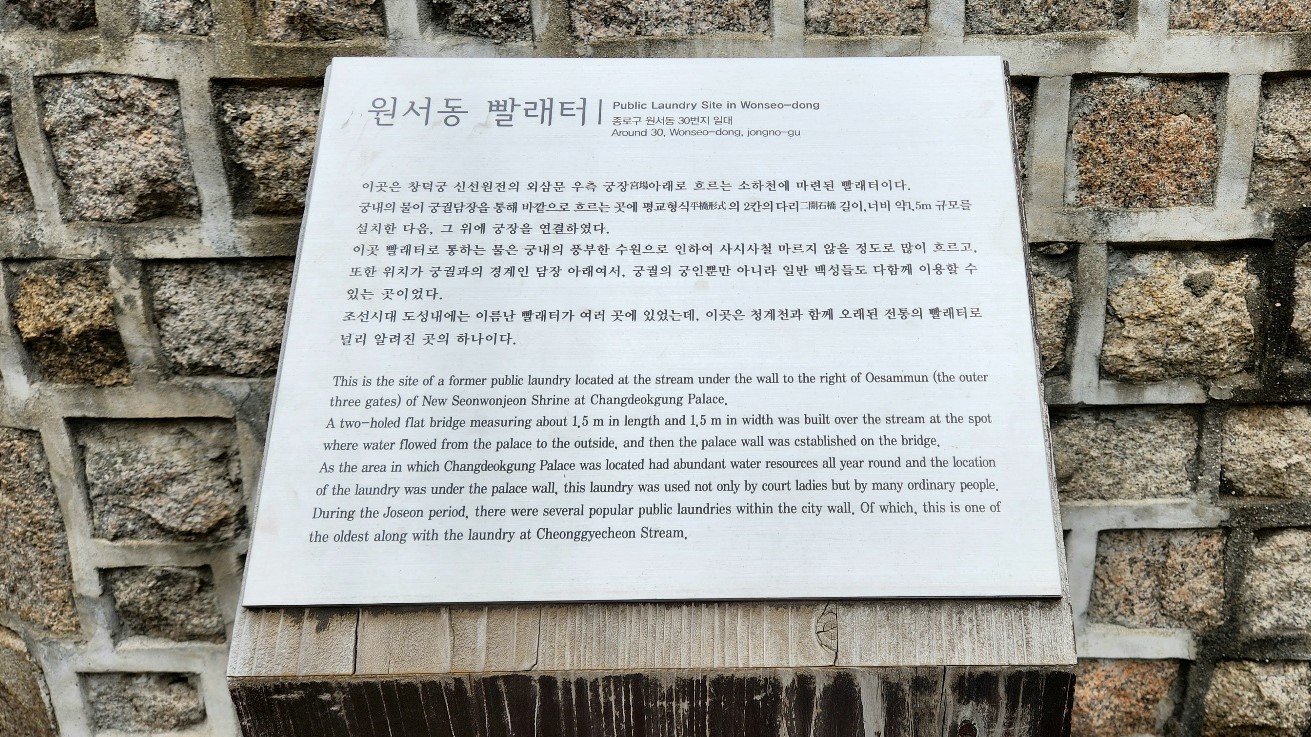 원서동 빨래터
Public Laundry Site in Wonseo-dong
종로구 원서동 30번지 일대
Around 30, Wonseo-dong, jongno-gu
이곳은 창덕궁 신선원전의 외삼문 우측 궁장宮墻아래로 흐르는 소하천에 마련된 빨래터이다.
궁내의 물이 궁궐담장을 통해 바깥으로 흐르는 곳에 평교형식平橋形式의 2칸의다리二間石橋 길이,너비 약1.5m 규모를
설치한 다음, 그 위에 궁장을 연결하였다.
이곳 빨래터로 통하는 물은 궁내의 풍부한 수원으로 인하여 사시사철 마르지 않을 정도로 많이 흐르고,
또한 위치가 궁궐과의 경계인 담장 아래여서, 궁궐의 궁인뿐만 아니라 일반 백성들도 다함께 이용할 수
있는 곳이었다.
조선시대 도성내에는 이름난 빨래터가 여러 곳에 있었는데, 이곳은 청계천과 함께 오래된 전통의 빨래터로
널리 알려진 곳의 하나이다.
This is the site of a former public laundry located at the stream under the wall to the right of Oesammun (the outer
three gates) of New Seonwonjeon Shrine at Changdeokgung Palace.
A two-holed flat bridge measuring about 1.5 m in length and 1.5 m in width was built over the stream at the spot
where water flowed from the palace to the outside, and then the palace wall was cstablished on the bridge.
As the area in which Changdeokgung Palace was located had abundant water resources all year round and the location
of the laundry was under the palace wall, this laundry was used not only by court ladies but by many ordinary people.
During the Joseon period, there were several popular public laundries within the city wall. Of which, this is one of
the oldest along with the laundry at Cheonggyecheon Stream.